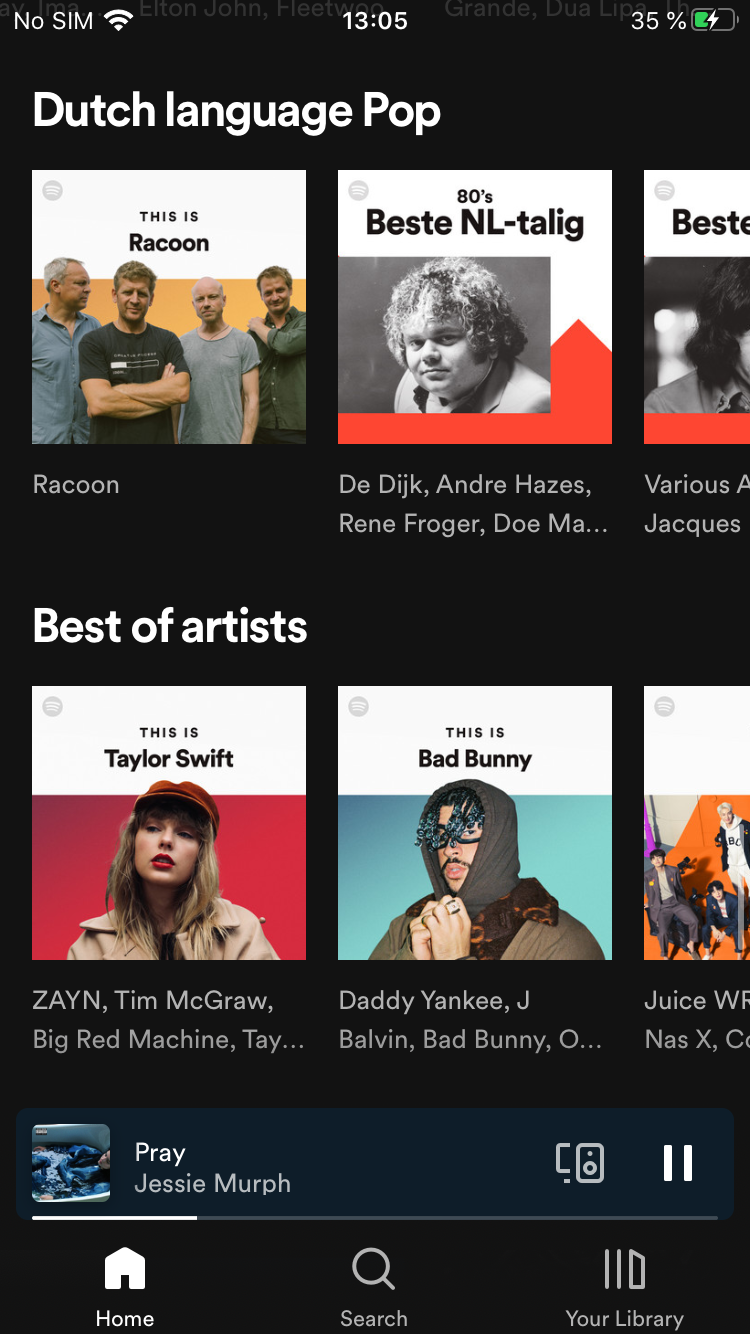 No SIM 13:05 35 %
Elton John, Fleetwoo
Grande, Dua Lipa, Th
Dutch language Pop
THIS IS
Racoon
80's
Beste NL-talig
Beste
Racoon
De Dijk, Andre Hazes,
Rene Froger, Doe Ma...
Various A
Jacques
Best of artists
THIS IS
Taylor Swift
THIS IS
Bad Bunny
ZAYN, Tim McGraw,
Big Red Machine, Tay...
Daddy Yankee, J
Balvin, Bad Bunny, O...
Juice WR
Nas X, Co
Pray
Jessie Murph
Home
Search
Your Library